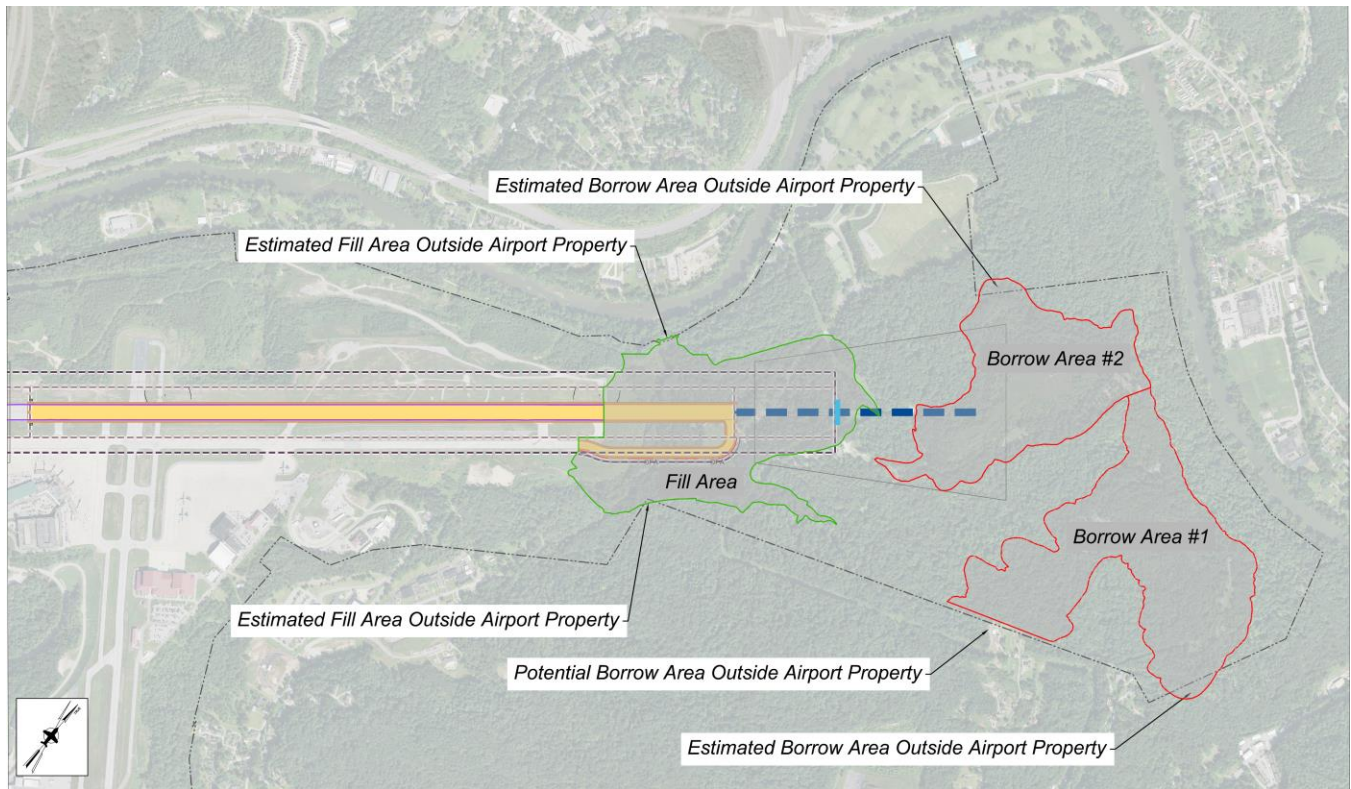 Estimated Borrow Area Outside Airport Property
Estimated Fill Area Outside Airport Property
Borrow Area #2
Fill Area
Borrow Area #1
Estimated Fill Area Outside Airport Property
Potential Borrow Area Outside Airport Property
Estimated Borrow Area Outside Airport Property